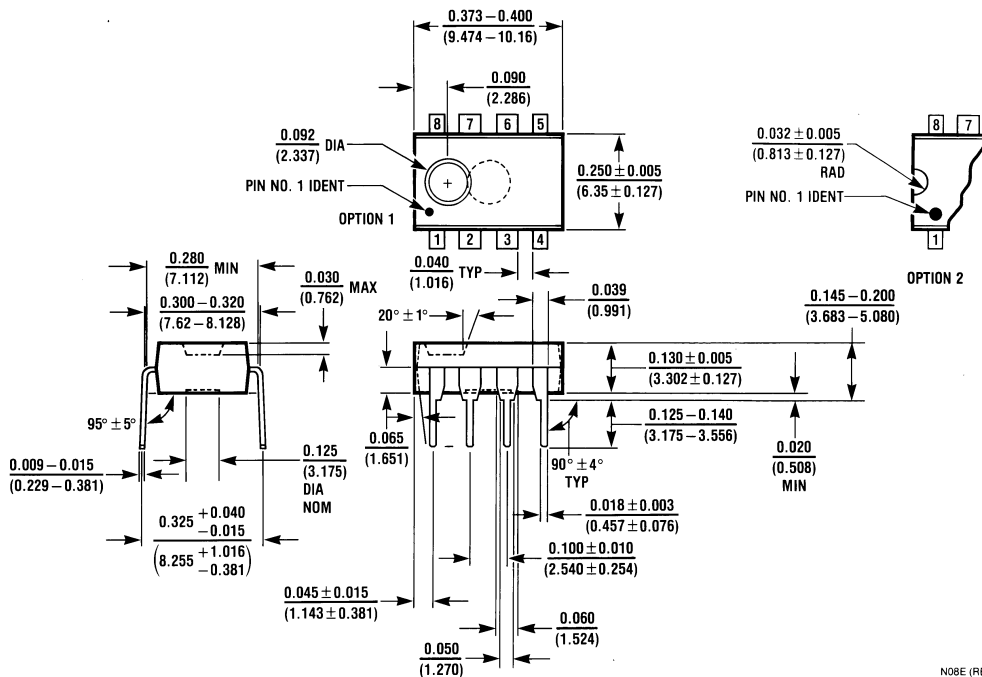 0.373–0.400
(9.474–10.16)
0.090
(2.286)
8 7 6 5
0.092 DIA
(2.337)
+
PIN NO. 1 IDENT
OPTION 1
1 2 3 4
0.250 ± 0.005
(6.35 ± 0.127)
8 7
0.032 ± 0.005
(0.813 ± 0.127)
RAD
PIN NO. 1 IDENT
1
OPTION 2
0.280 MIN
(7.112)
0.030 MAX
(0.762)
0.300–0.320
(7.62–8.128)
0.040 TYP
(1.016)
0.039
(0.991)
0.145–0.200
(3.683–5.080)
20° ± 1°
0.130 ± 0.005
(3.302 ± 0.127)
95° ± 5°
0.125
(3.175)
DIA
NOM
0.065
(1.651)
90° ± 4°
TYP
0.125–0.140
(3.175–3.556)
0.020
(0.508)
MIN
0.009–0.015
(0.229–0.381)
0.018 ± 0.003
(0.457 ± 0.076)
0.325 +0.040
–0.015
(8.255 +1.016
–0.381)
0.100 ± 0.010
(2.540 ± 0.254)
0.045 ± 0.015
(1.143 ± 0.381)
0.060
(1.524)
0.050
(1.270)
N08E